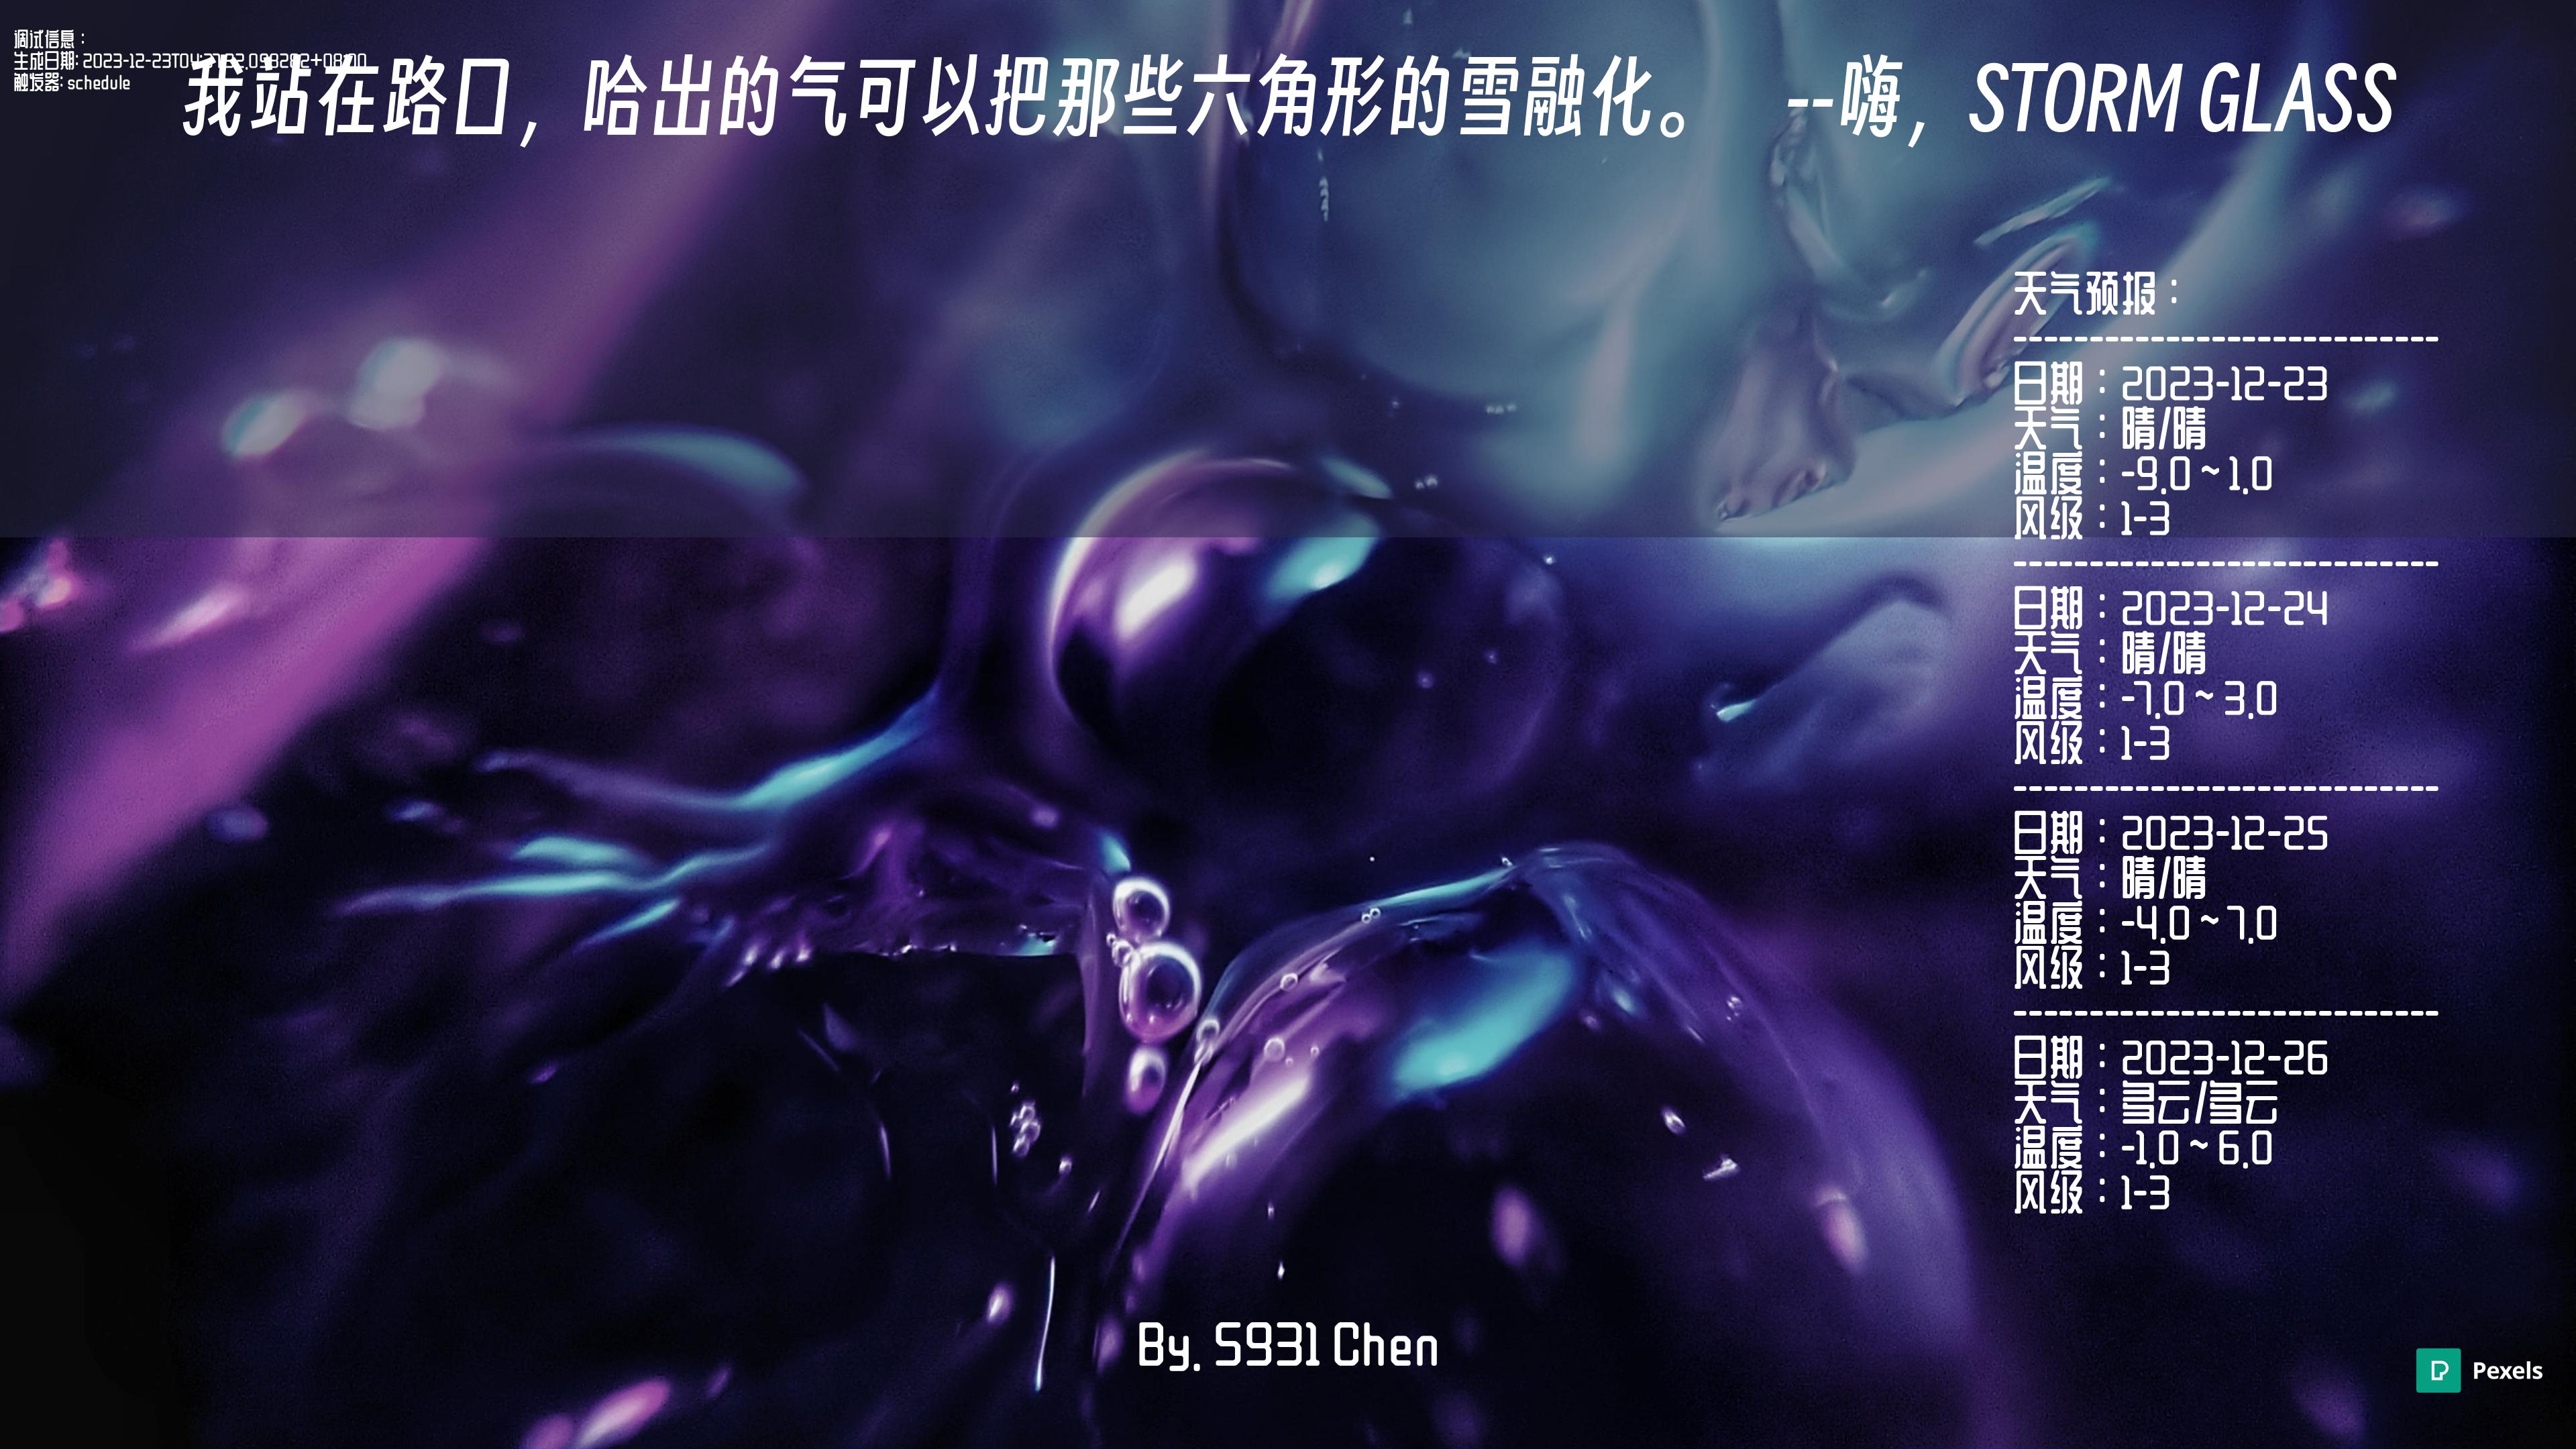 调试信息：
生成日期:
触发器: schedule
我站在路口，哈出的气可以把那些六角形的雪融化。 --嗨，STORM GLASS
天气预报：
---------------------------
日期：2023-12-23
天气：晴/晴
温度：-9.0 ~ 1.0
风级：1-3
---------------------------
日期：2023-12-24
天气：晴/晴
温度：-7.0 ~ 3.0
风级：1-3
---------------------------
日期：2023-12-25
天气：晴/晴
温度：-4.0 ~ 7.0
风级：1-3
---------------------------
日期：2023-12-26
天气：多云/多云
温度：-1.0 ~ 6.0
风级：1-3
By. S931 Chen
Pexels